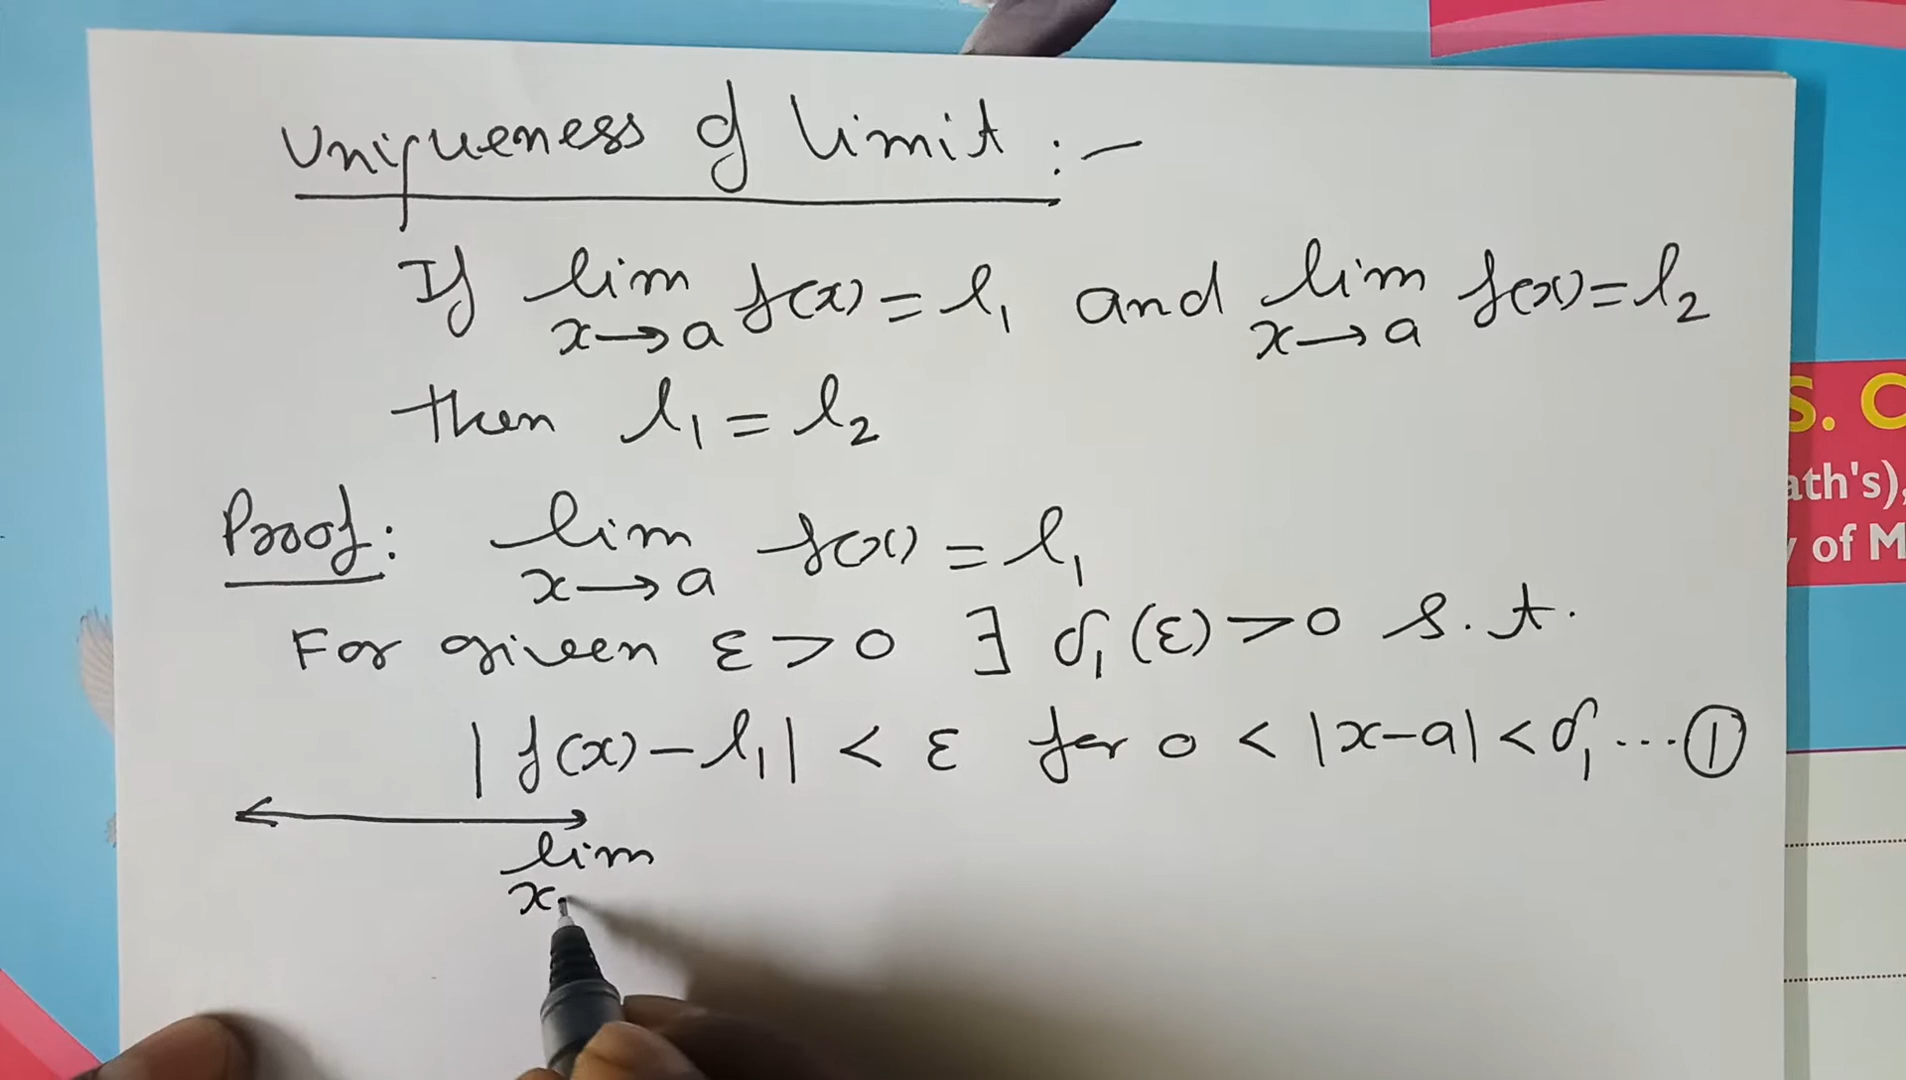 Uniqueness of limit :-
If lim x→a f(x) = l₁ and lim x→a f(x) = l₂
then l₁ = l₂
Proof: lim x→a f(x) = l₁
For given ε > 0 ∃ δ₁(ε) > 0 s.t.
|f(x) - l₁| < ε for 0 < |x-a| < δ₁ ... ①
lim
x
S. C
ath's),
of M